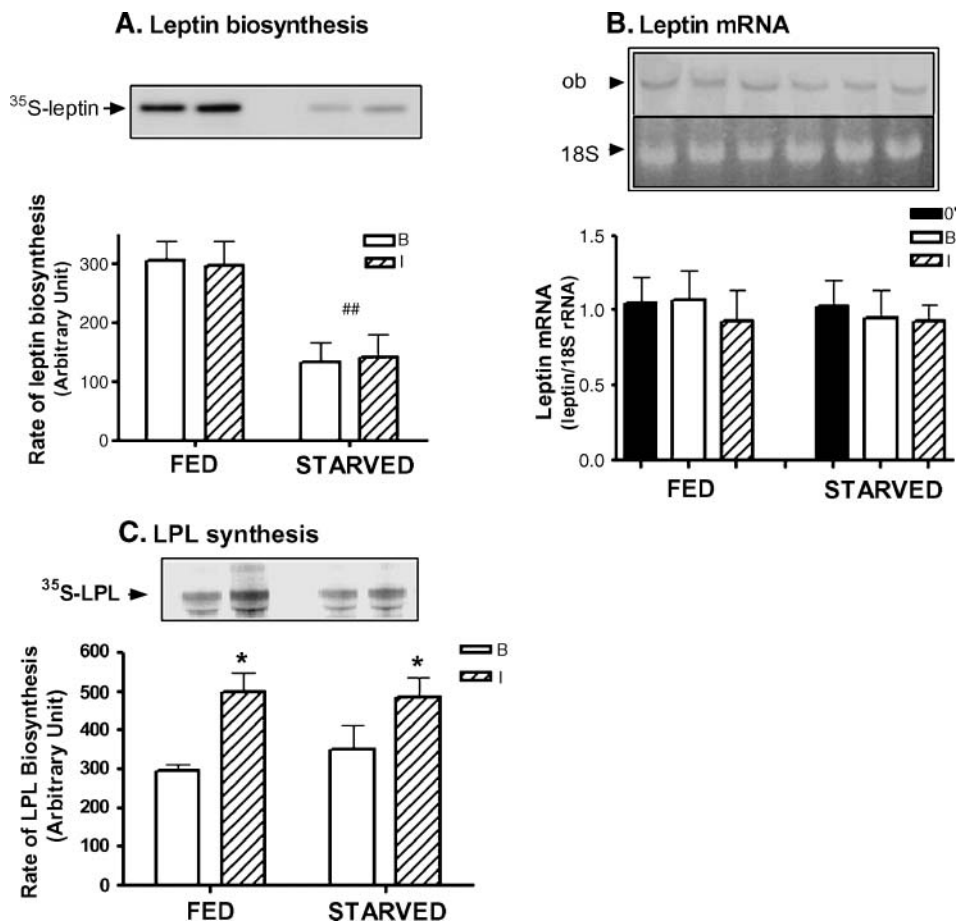 A. Leptin biosynthesis
35S-leptin
Rate of leptin biosynthesis
(Arbitrary Unit)
300
200
100
0
B
I
##
FED STARVED
B. Leptin mRNA
ob
18S
Leptin mRNA
(leptin/18S rRNA)
1.5
1.0
0.5
0.0
0'
B
I
FED STARVED
C. LPL synthesis
35S-LPL
Rate of LPL Biosynthesis
(Arbitrary Unit)
600
500
400
300
200
100
0
B
I
* *
FED STARVED